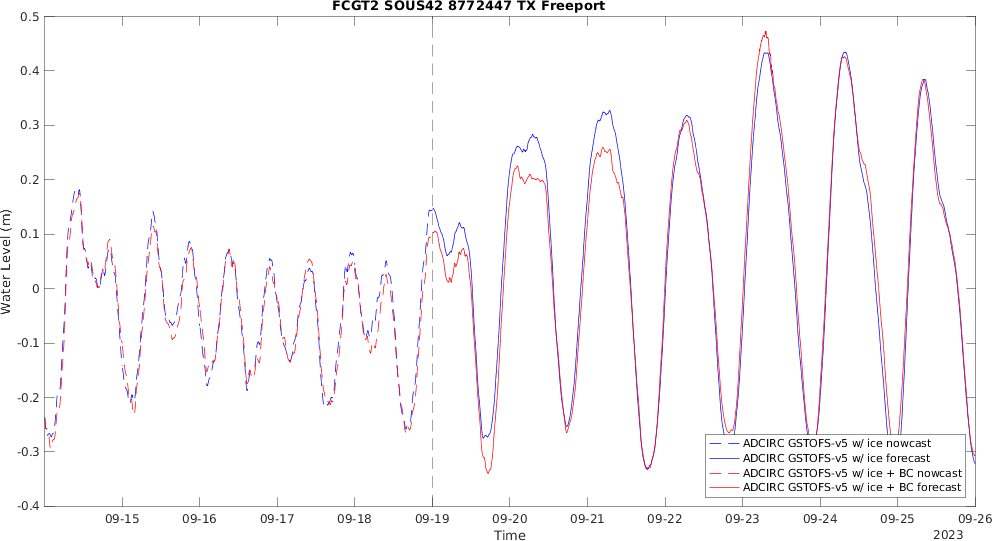 FCGT2 SOUS42 8772447 TX Freeport
Water Level (m)
0.5
0.4
0.3
0.2
0.1
0
-0.1
-0.2
-0.3
-0.4
ADCIRC GSTOFS-v5 w/ ice nowcast
ADCIRC GSTOFS-v5 w/ ice forecast
ADCIRC GSTOFS-v5 w/ ice + BC nowcast
ADCIRC GSTOFS-v5 w/ ice + BC forecast
09-15 09-16 09-17 09-18 09-19 09-20 09-21 09-22 09-23 09-24 09-25 09-26
Time
2023